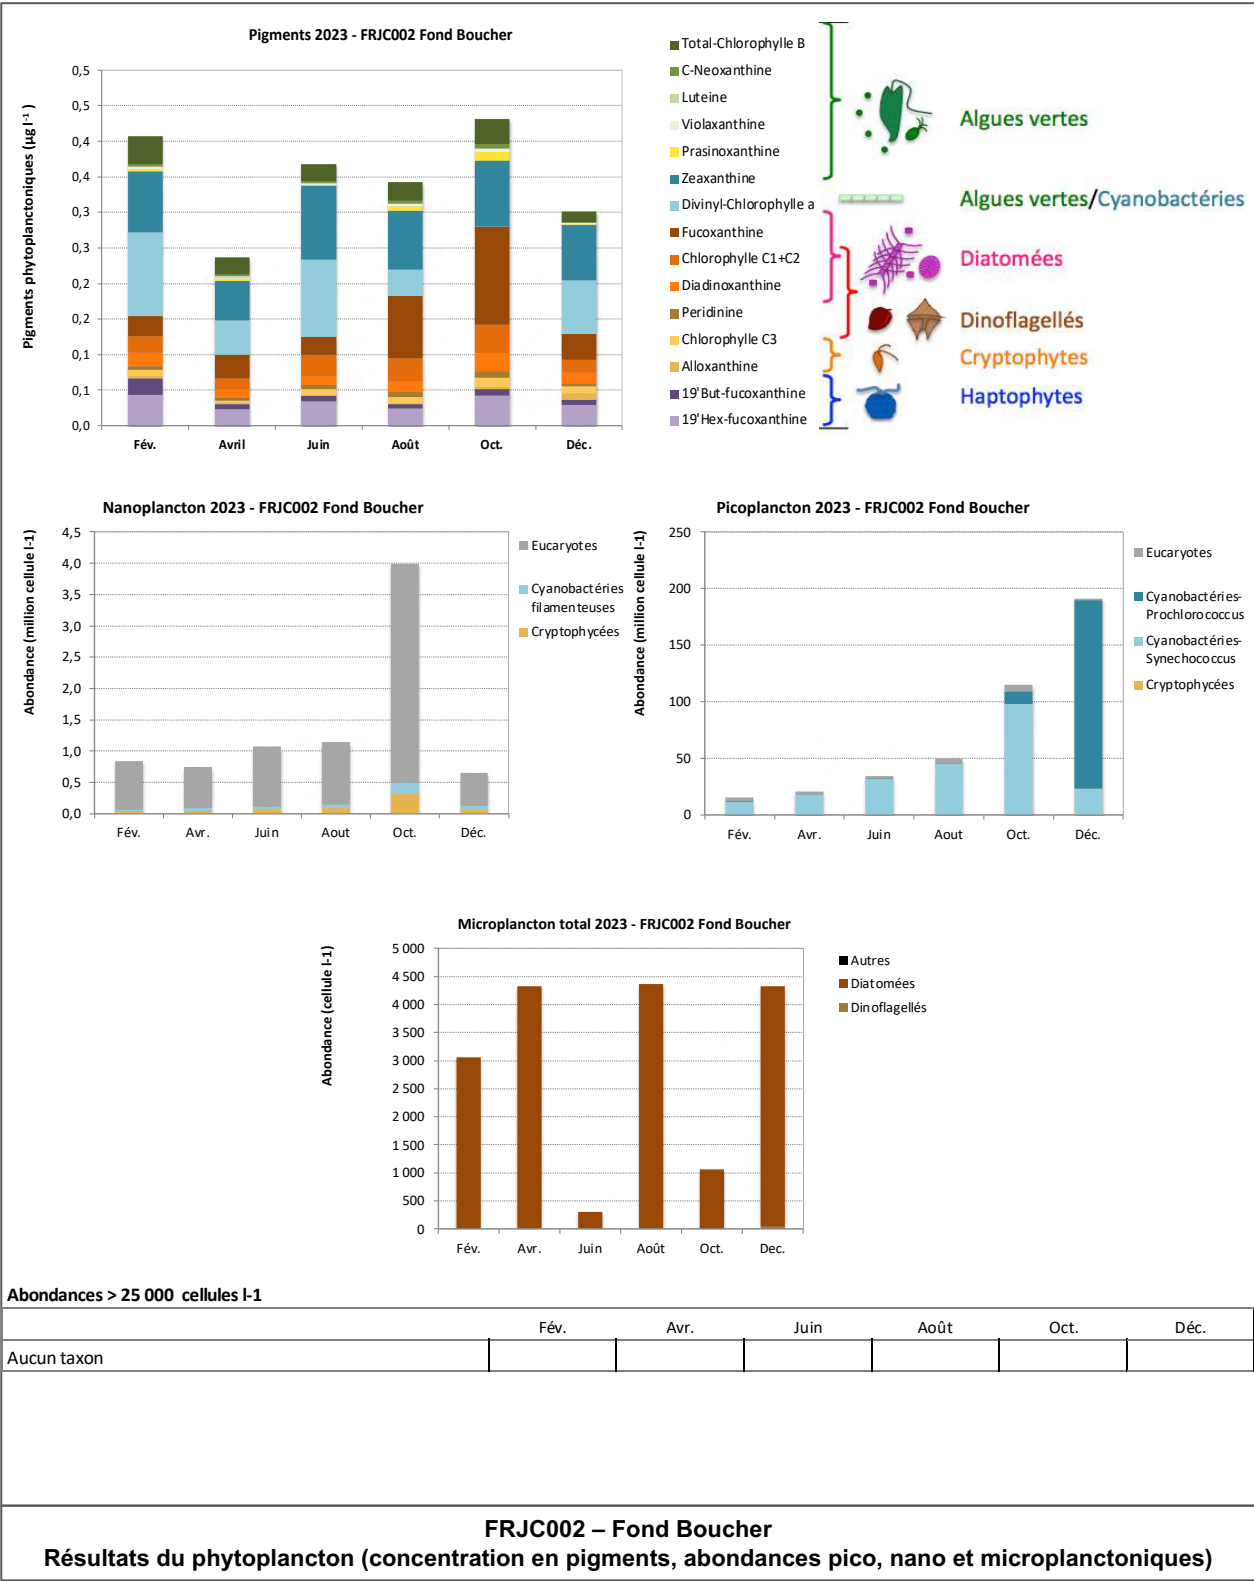 Pigments 2023 - FRJC002 Fond Boucher
Pigments phytoplanctoniques (µg l-1 )
0,5
0,5
0,4
0,4
0,3
0,3
0,2
0,2
0,1
0,1
0,0
Fév. Avril Juin Août Oct. Déc.
Total-Chlorophylle B
C-Neoxanthine
Luteine
Violaxanthine
Prasinoxanthine
Zeaxanthine
Divinyl-Chlorophylle a
Fucoxanthine
Chlorophylle C1+C2
Diadinoxanthine
Peridinine
Chlorophylle C3
Alloxanthine
19'But-fucoxanthine
19'Hex-fucoxanthine
Algues vertes
Algues vertes/Cyanobactéries
Diatomées
Dinoflagellés
Cryptophytes
Haptophytes
Nanoplancton 2023 - FRJC002 Fond Boucher
Abondance (million cellule l-1)
4,5
4,0
3,5
3,0
2,5
2,0
1,5
1,0
0,5
0,0
Fév. Avr. Juin Aout Oct. Déc.
Eucaryotes
Cyanobactéries
filamenteuses
Cryptophycées
Picoplancton 2023 - FRJC002 Fond Boucher
Abondance (million cellule l-1)
250
200
150
100
50
0
Fév. Avr. Juin Aout Oct. Déc.
Eucaryotes
Cyanobactéries-
Prochlorococcus
Cyanobactéries-
Synechococcus
Cryptophycées
Microplancton total 2023 - FRJC002 Fond Boucher
Abondance (cellule l-1)
5 000
4 500
4 000
3 500
3 000
2 500
2 000
1 500
1 000
500
0
Fév. Avr. Juin Août Oct. Dec.
Autres
Diatomées
Dinoflagellés
Abondances > 25 000 cellules l-1
Fév. Avr. Juin Août Oct. Déc.
Aucun taxon
FRJC002 – Fond Boucher
Résultats du phytoplancton (concentration en pigments, abondances pico, nano et microplanctoniques)